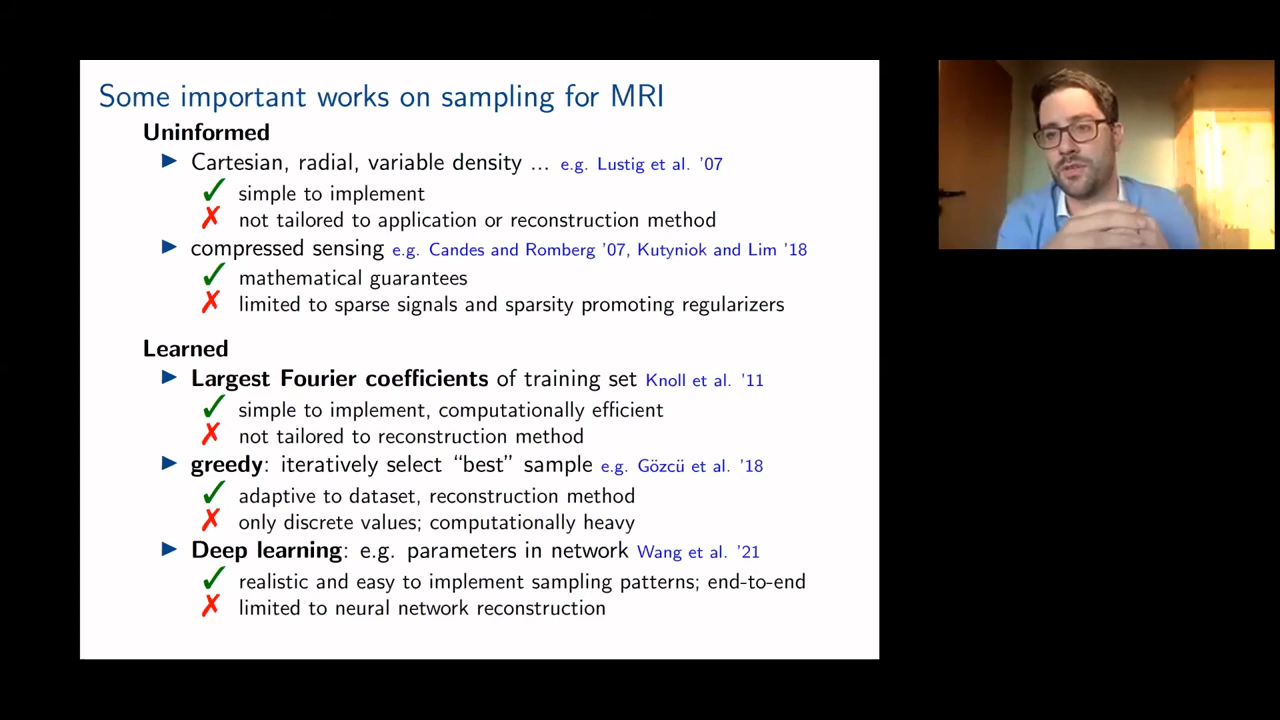 Some important works on sampling for MRI
Uninformed
▶ Cartesian, radial, variable density ... e.g. Lustig et al. '07
✓ simple to implement
✗ not tailored to application or reconstruction method
▶ compressed sensing e.g. Candes and Romberg '07, Kutyniok and Lim '18
✓ mathematical guarantees
✗ limited to sparse signals and sparsity promoting regularizers
Learned
▶ Largest Fourier coefficients of training set Knoll et al. '11
✓ simple to implement, computationally efficient
✗ not tailored to reconstruction method
▶ greedy: iteratively select “best” sample e.g. Gözcü et al. '18
✓ adaptive to dataset, reconstruction method
✗ only discrete values; computationally heavy
▶ Deep learning: e.g. parameters in network Wang et al. '21
✓ realistic and easy to implement sampling patterns; end-to-end
✗ limited to neural network reconstruction